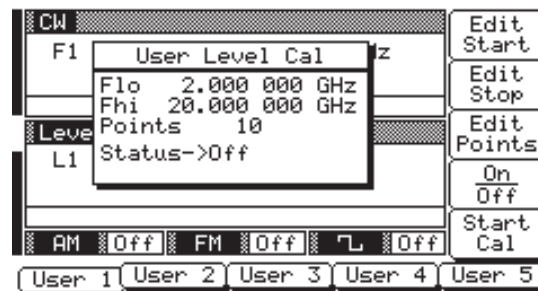 CW
F1
User Level Cal
Flo 2.000 000 GHz
Fhi 20.000 000 GHz
Points 10
Status->Off
Leve
L1
AM Off FM Off Off
User 1 User 2 User 3 User 4 User 5
Edit Start
Edit Stop
Edit Points
On
Off
Start Cal